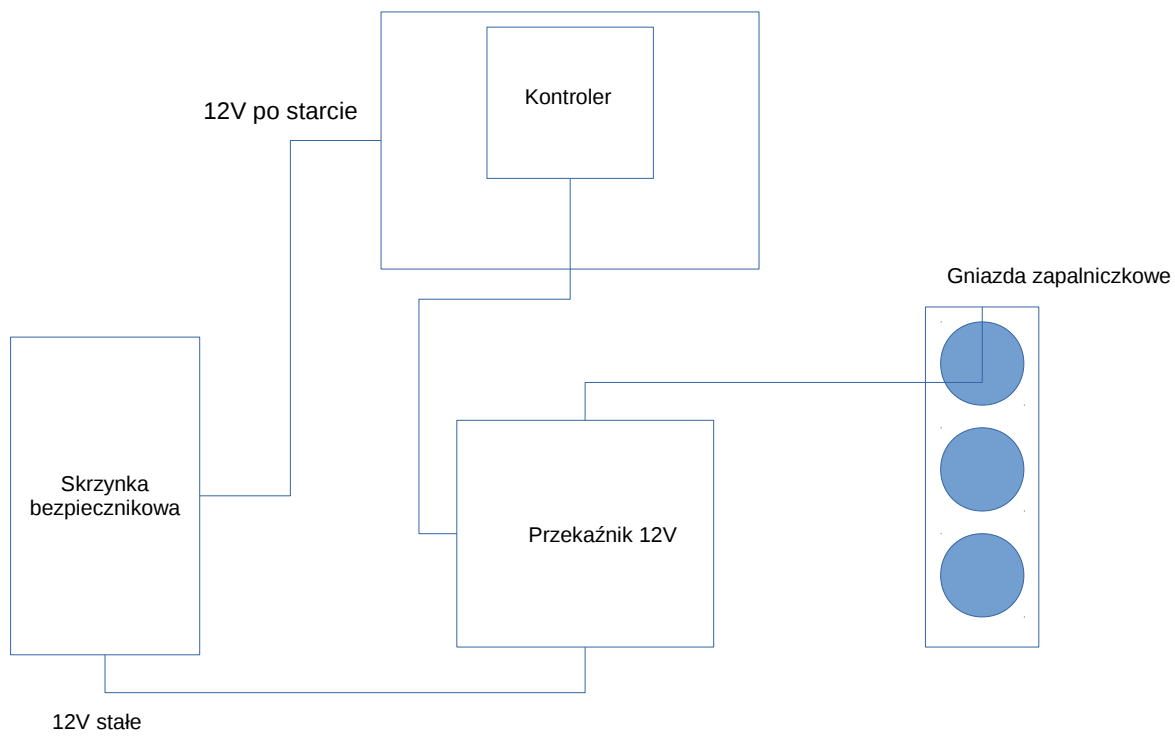 Kontroler
12V po starcie
Gniazda zapalniczkowe
Skrzynka
bezpiecznikowa
Przekaźnik 12V
12V stałe